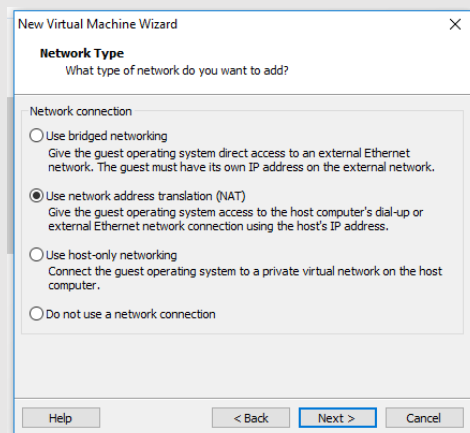 New Virtual Machine Wizard
Network Type
What type of network do you want to add?
Network connection
Use bridged networking
Give the guest operating system direct access to an external Ethernet
network. The guest must have its own IP address on the external network.
Use network address translation (NAT)
Give the guest operating system access to the host computer's dial-up or
external Ethernet network connection using the host's IP address.
Use host-only networking
Connect the guest operating system to a private virtual network on the host
computer.
Do not use a network connection
Help
< Back
Next >
Cancel